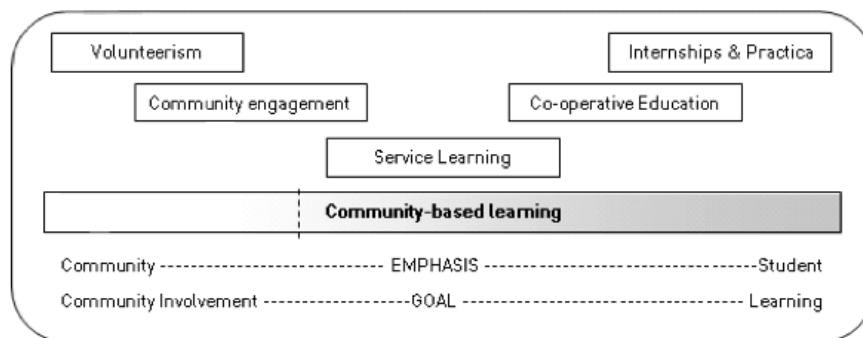 Volunteerism
Internships & Practica
Community engagement
Co-operative Education
Service Learning
Community-based learning
Community ---------------------------- EMPHASIS ---------------------------------Student
Community Involvement -----------------GOAL --------------------------------- Learning